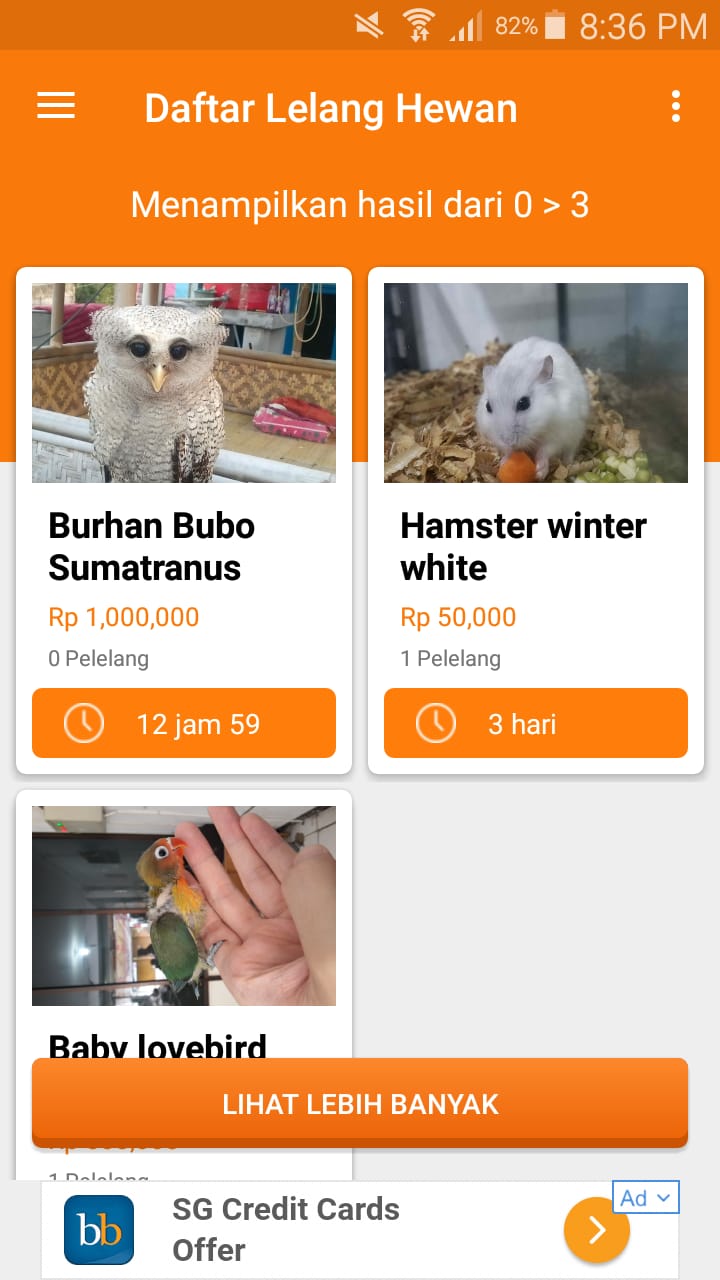 82% 8:36 PM
Daftar Lelang Hewan
Menampilkan hasil dari 0 > 3
Burhan Bubo
Sumatranus
Rp 1,000,000
0 Pelelang
12 jam 59
Hamster winter
white
Rp 50,000
1 Pelelang
3 hari
Baby lovebird
LIHAT LEBIH BANYAK
1 Pelelang
bb
SG Credit Cards
Offer
Ad